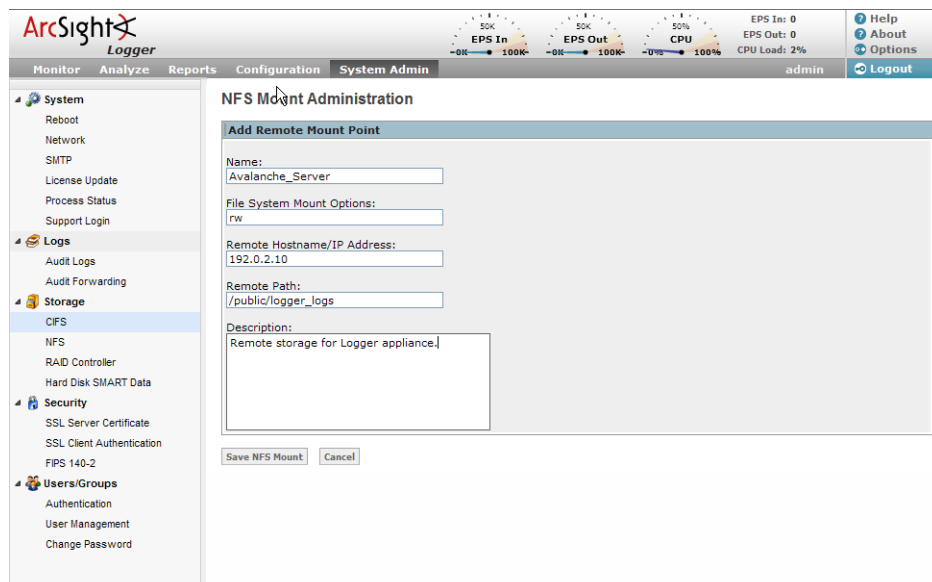 ArcSight
Logger
50K
EPS In
-0K
100K-
50K
EPS Out
-0K
100K-
50%
CPU
-0%
100%
EPS In: 0
EPS Out: 0
CPU Load: 2%
Help
About
Options
Monitor Analyze Reports Configuration System Admin admin Logout
System
Reboot
Network
SMTP
License Update
Process Status
Support Login
Logs
Audit Logs
Audit Forwarding
Storage
CIFS
NFS
RAID Controller
Hard Disk SMART Data
Security
SSL Server Certificate
SSL Client Authentication
FIPS 140-2
Users/Groups
Authentication
User Management
Change Password
NFS Mount Administration
Add Remote Mount Point
Name:
Avalanche_Server
File System Mount Options:
rw
Remote Hostname/IP Address:
192.0.2.10
Remote Path:
/public/logger_logs
Description:
Remote storage for Logger appliance.
Save NFS Mount Cancel